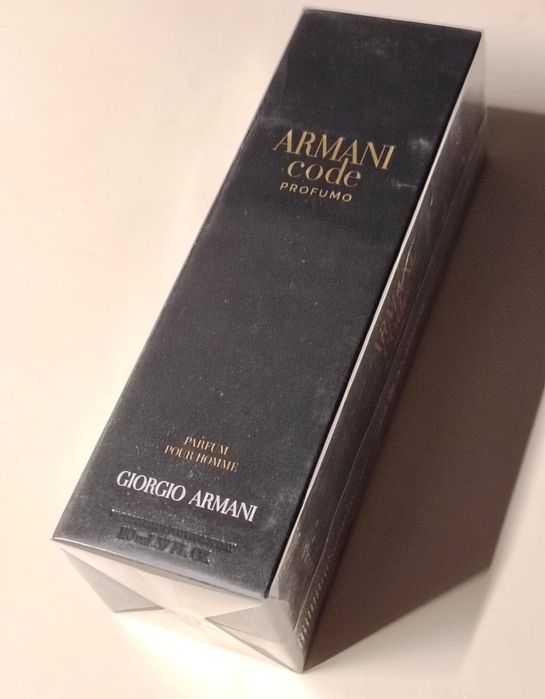 ARMANI
code
PROFUMO
PARFUM
POUR HOMME
GIORGIO ARMANI